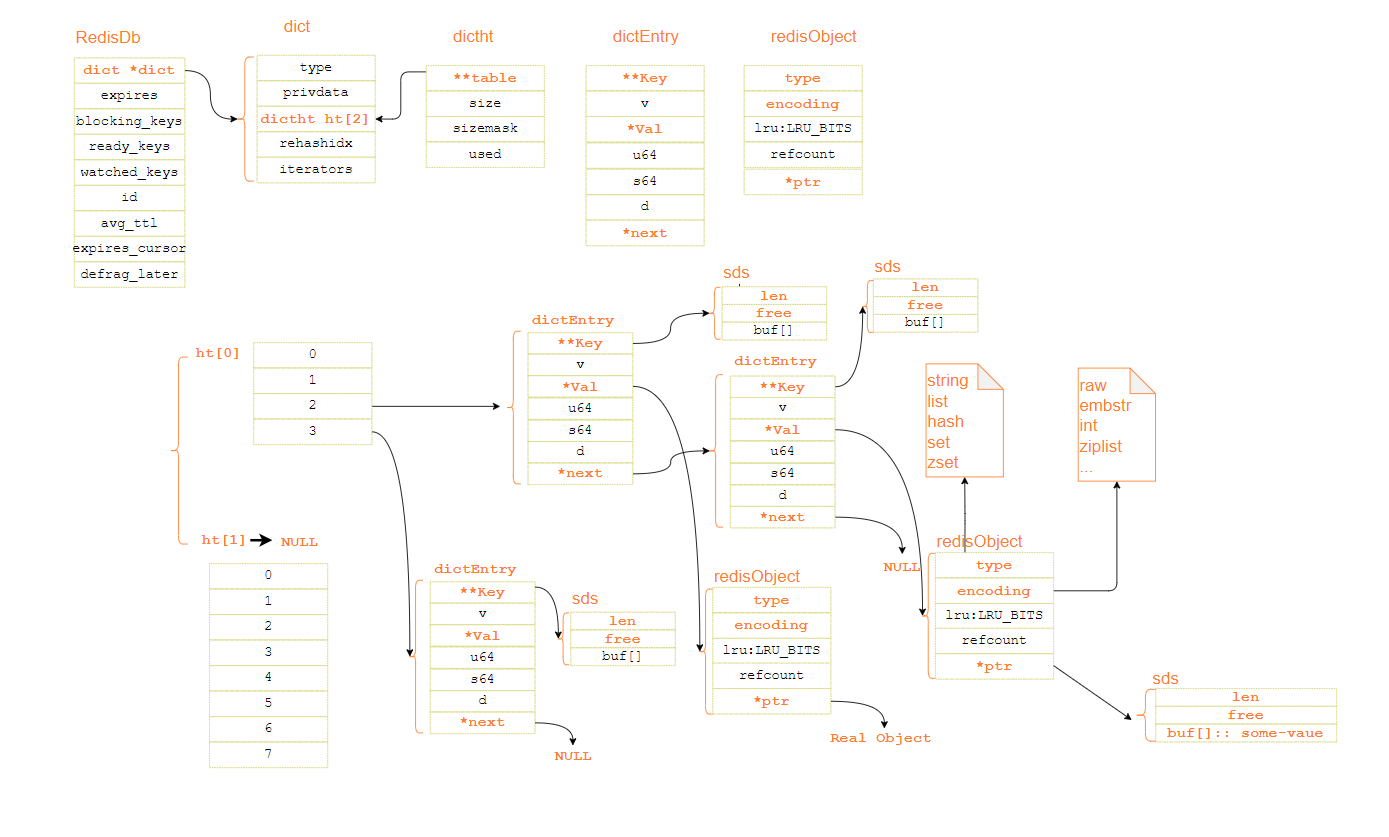 RedisDb
dict *dict
expires
blocking_keys
ready_keys
watched_keys
id
avg_ttl
expires_cursor
defrag_later
dict
type
privdata
dictht ht[2]
rehashidx
iterators
dictht
**table
size
sizemask
used
dictEntry
**Key
v
*Val
u64
s64
d
*next
redisObject
type
encoding
lru:LRU_BITS
refcount
*ptr
ht[0]
0
1
2
3
ht[1]
NULL
0
1
2
3
4
5
6
7
dictEntry
**Key
v
*Val
u64
s64
d
*next
sds
len
free
buf[]
dictEntry
**Key
v
*Val
u64
s64
d
*next
NULL
sds
len
free
buf[]
string
list
hash
set
zset
raw
embstr
int
ziplist
...
dictEntry
**Key
v
*Val
u64
s64
d
*next
NULL
sds
len
free
buf[]
redisObject
type
encoding
lru:LRU_BITS
refcount
*ptr
Real Object
redisObject
type
encoding
lru:LRU_BITS
refcount
*ptr
sds
len
free
buf[]:: some-vaue